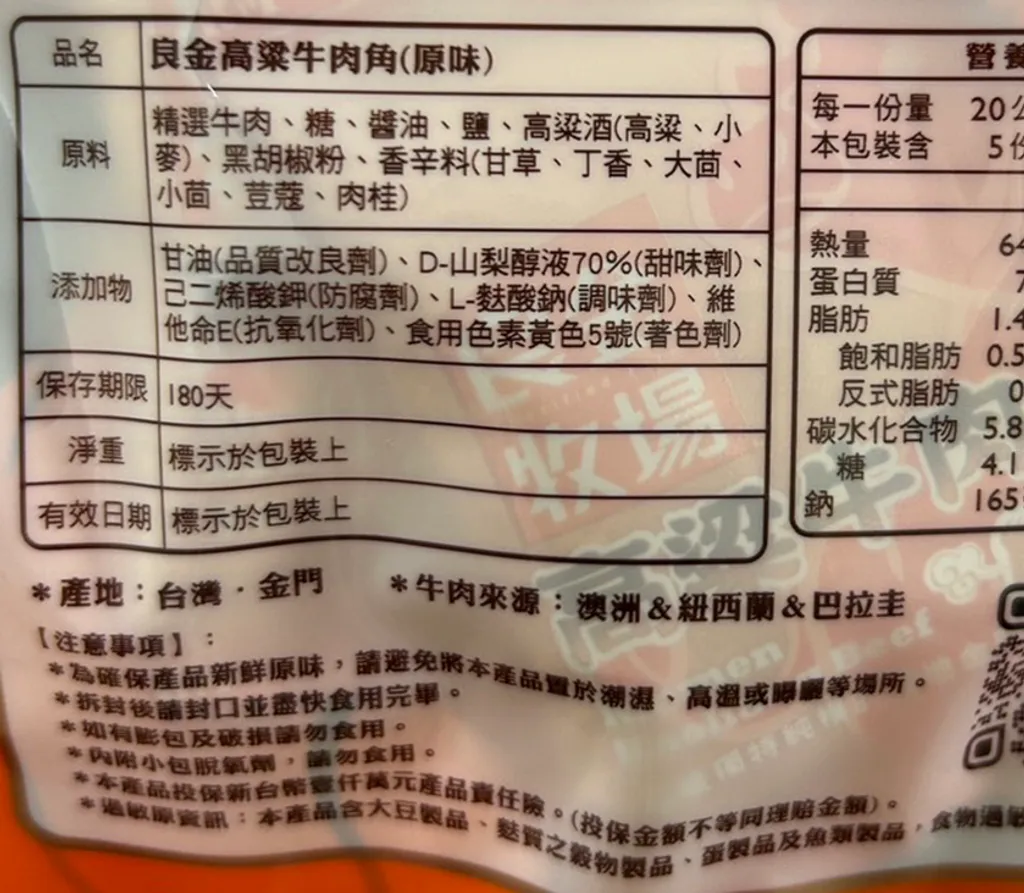 品名 良金高粱牛肉角(原味)
原料 精選牛肉、糖、醬油、鹽、高粱酒(高粱、小
麥)、黑胡椒粉、香辛料(甘草、丁香、大茴、
小茴、荳蔻、肉桂)
添加物 甘油(品質改良劑)、D-山梨醇液70%(甜味劑)、
己二烯酸鉀(防腐劑)、L-麩酸鈉(調味劑)、維
他命E(抗氧化劑)、食用色素黃色5號(著色劑)
保存期限 180天
淨重 標示於包裝上
有效日期 標示於包裝上
營養
每一份量 20公
本包裝含 5份
熱量 64
蛋白質 7
脂肪 1.4
飽和脂肪 0.5
反式脂肪 0
碳水化合物 5.8
糖 4.1
鈉 165
＊產地：台灣・金門 ＊牛肉來源：澳洲＆紐西蘭＆巴拉圭
【注意事項】：
＊為確保產品新鮮原味，請避免將本產品置於潮濕、高溫或曝曬等場所。
＊拆封後請封口並盡快食用完畢。
＊如有膨包及破損請勿食用。
＊內附小包脫氧劑，請勿食用。
＊本產品投保新台幣壹仟萬元產品責任險。(投保金額不等同理賠金額)。
＊過敏原資訊：本產品含大豆製品、麩質之穀物製品、蛋製品及魚類製品，食物過敏
牧場
高粱牛肉